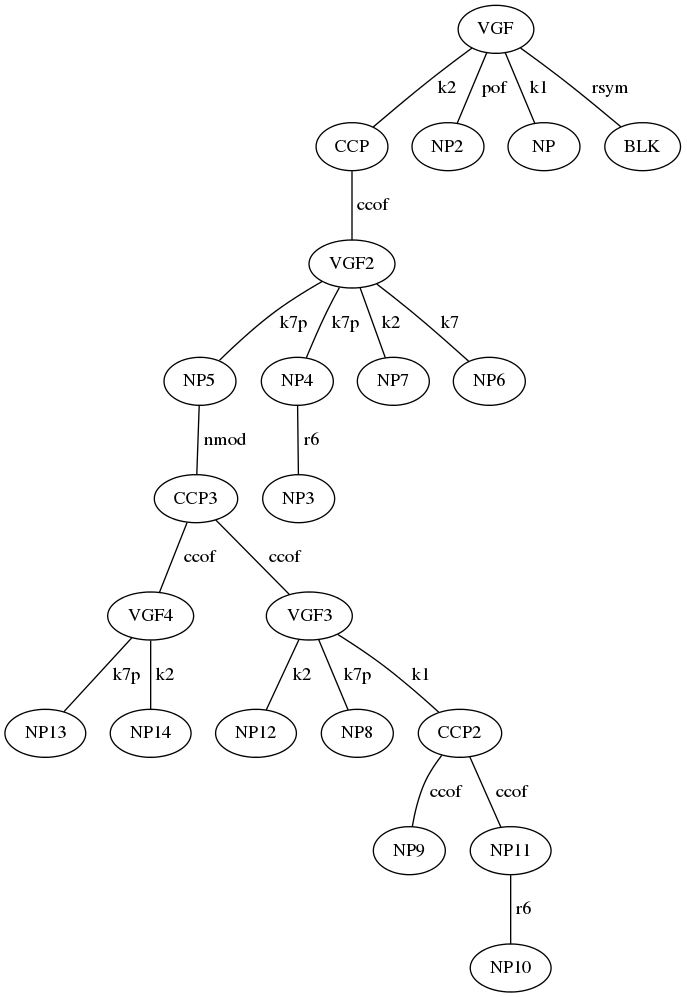 VGF
k2 pof k1 rsym
CCP NP2 NP BLK
ccof
VGF2
k7p k7p k2 k7
NP5 NP4 NP7 NP6
nmod r6
CCP3 NP3
ccof ccof
VGF4 VGF3
k7p k2 k2 k7p k1
NP13 NP14 NP12 NP8 CCP2
ccof ccof
NP9 NP11
r6
NP10